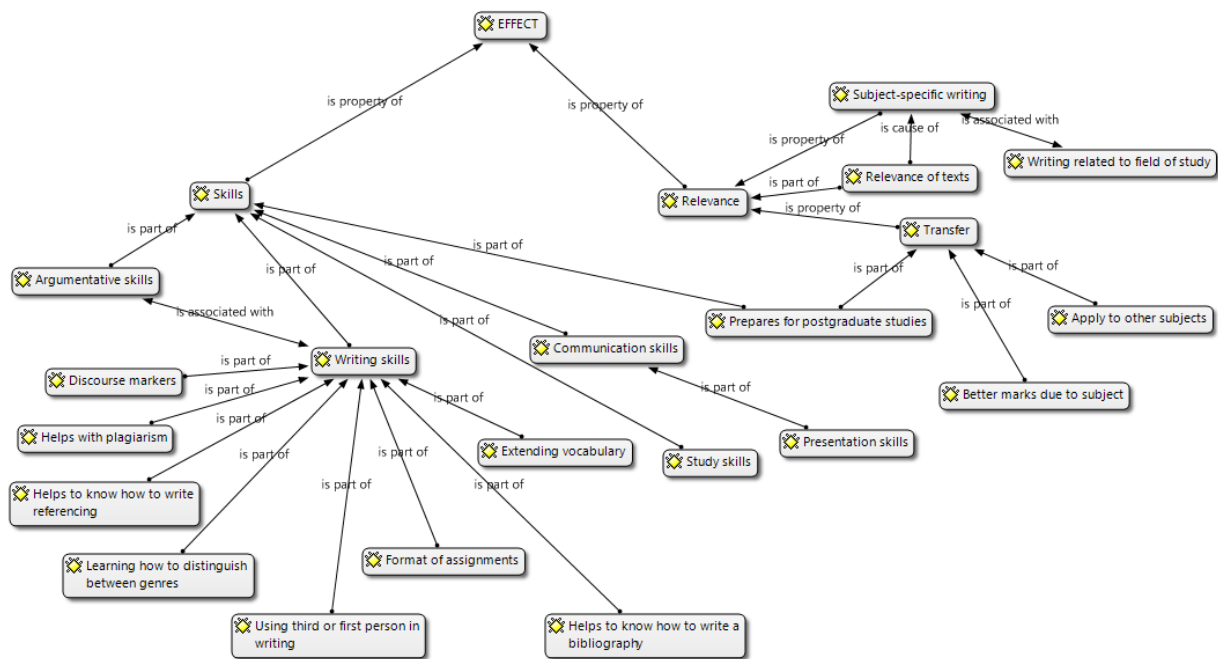 EFFECT
is property of
is property of
Subject-specific writing
is property of
is cause of
is associated with
Writing related to field of study
Relevance of texts
is part of
Skills
Relevance
is property of
Transfer
is part of
is part of
is part of
is part of
is part of
is part of
Argumentative skills
is associated with
is part of
is part of
Prepares for postgraduate studies
Apply to other subjects
Writing skills
Communication skills
is part of
Discourse markers
is part of
is part of
is part of
is part of
Better marks due to subject
Helps with plagiarism
Presentation skills
Extending vocabulary
Study skills
is part of
is part of
is part of
is part of
Helps to know how to write
referencing
Learning how to distinguish
between genres
Format of assignments
Using third or first person in
writing
Helps to know how to write a
bibliography